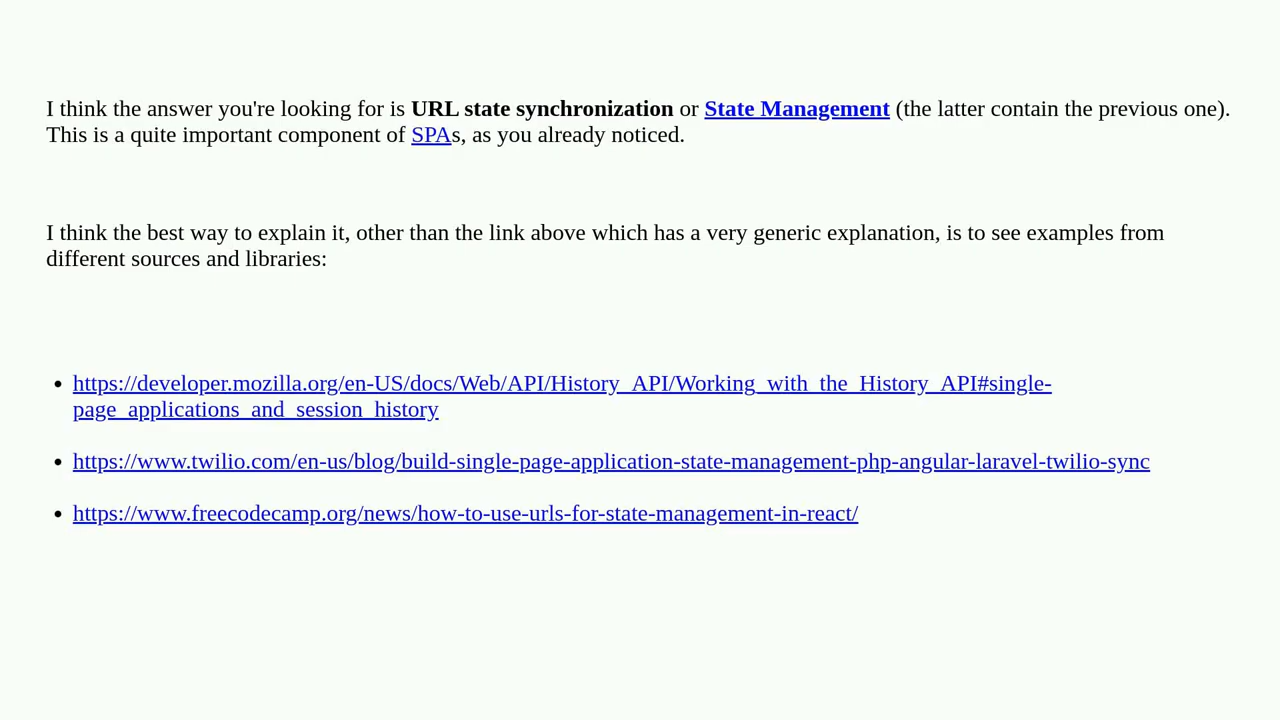 I think the answer you're looking for is URL state synchronization or State Management (the latter contain the previous one).
This is a quite important component of SPAs, as you already noticed.
I think the best way to explain it, other than the link above which has a very generic explanation, is to see examples from
different sources and libraries:
• https://developer.mozilla.org/en-US/docs/Web/API/History_API/Working_with_the_History_API#single-
page_applications_and_session_history
• https://www.twilio.com/en-us/blog/build-single-page-application-state-management-php-angular-laravel-twilio-sync
• https://www.freecodecamp.org/news/how-to-use-urls-for-state-management-in-react/